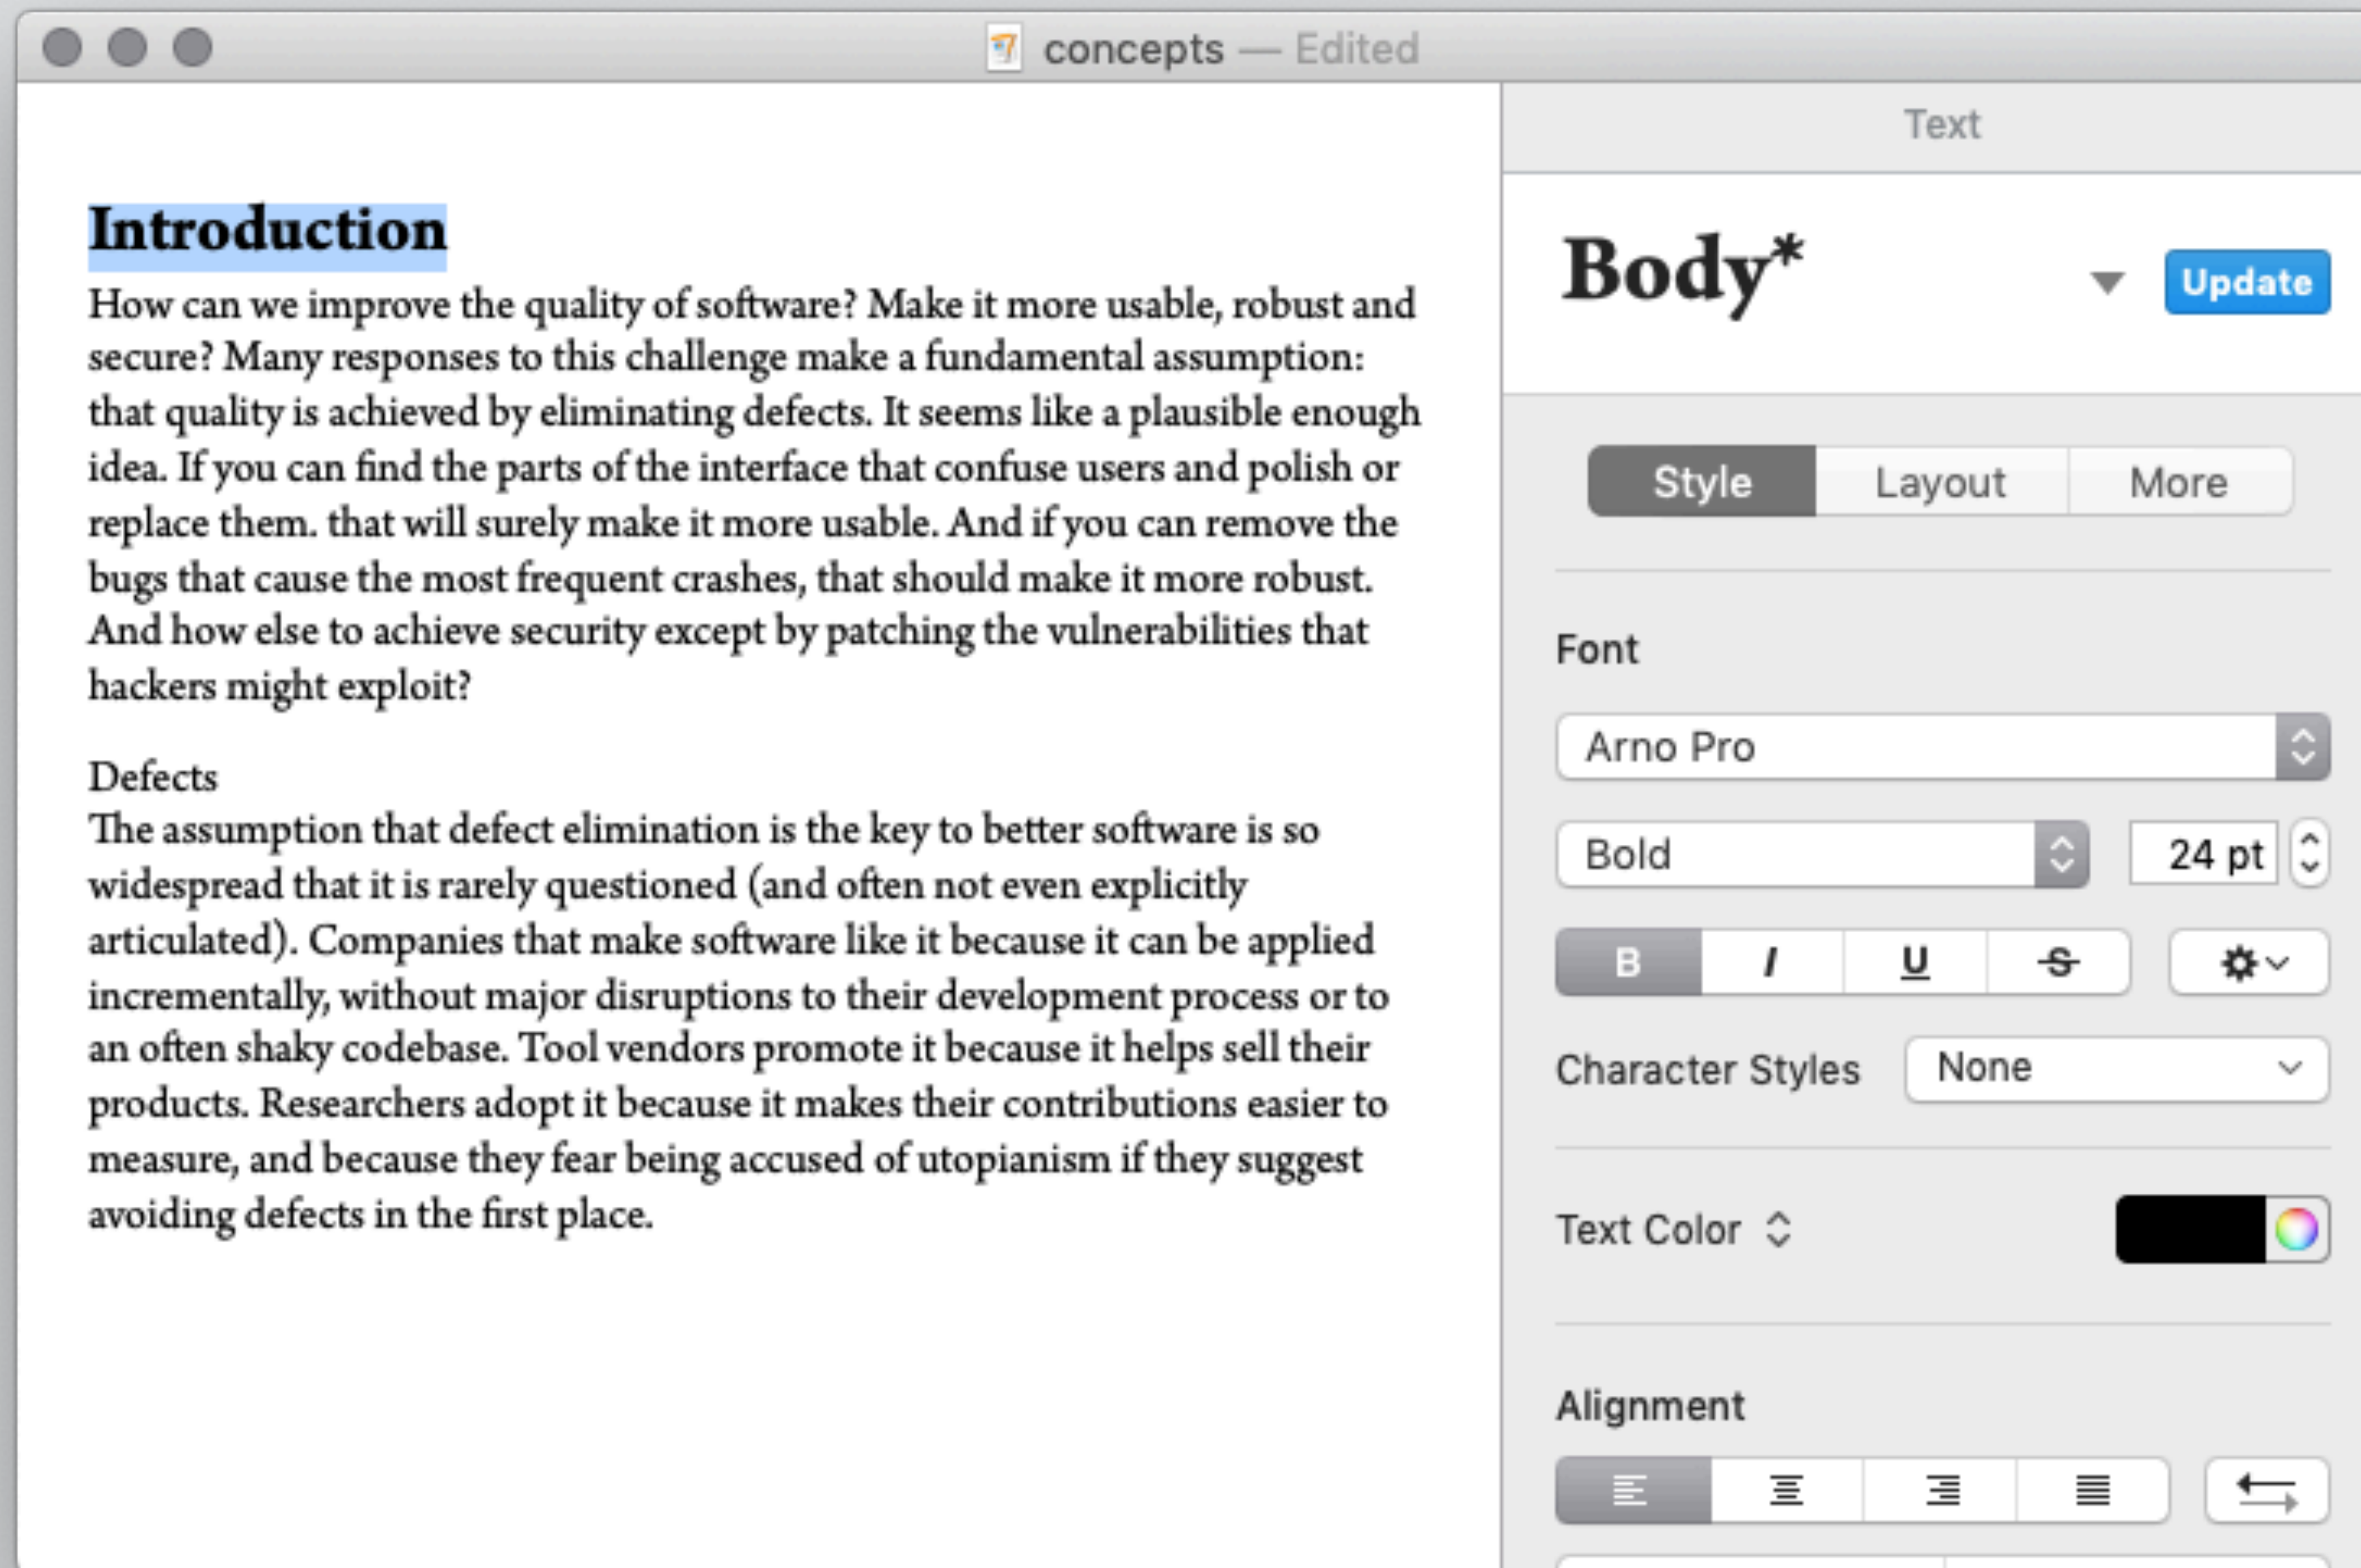 concepts — Edited
Text
Introduction
How can we improve the quality of software? Make it more usable, robust and
secure? Many responses to this challenge make a fundamental assumption:
that quality is achieved by eliminating defects. It seems like a plausible enough
idea. If you can find the parts of the interface that confuse users and polish or
replace them. that will surely make it more usable. And if you can remove the
bugs that cause the most frequent crashes, that should make it more robust.
And how else to achieve security except by patching the vulnerabilities that
hackers might exploit?
Defects
The assumption that defect elimination is the key to better software is so
widespread that it is rarely questioned (and often not even explicitly
articulated). Companies that make software like it because it can be applied
incrementally, without major disruptions to their development process or to
an often shaky codebase. Tool vendors promote it because it helps sell their
products. Researchers adopt it because it makes their contributions easier to
measure, and because they fear being accused of utopianism if they suggest
avoiding defects in the first place.
Body* Update
Style Layout More
Font
Arno Pro
Bold 24 pt
B I U S
Character Styles None
Text Color
Alignment